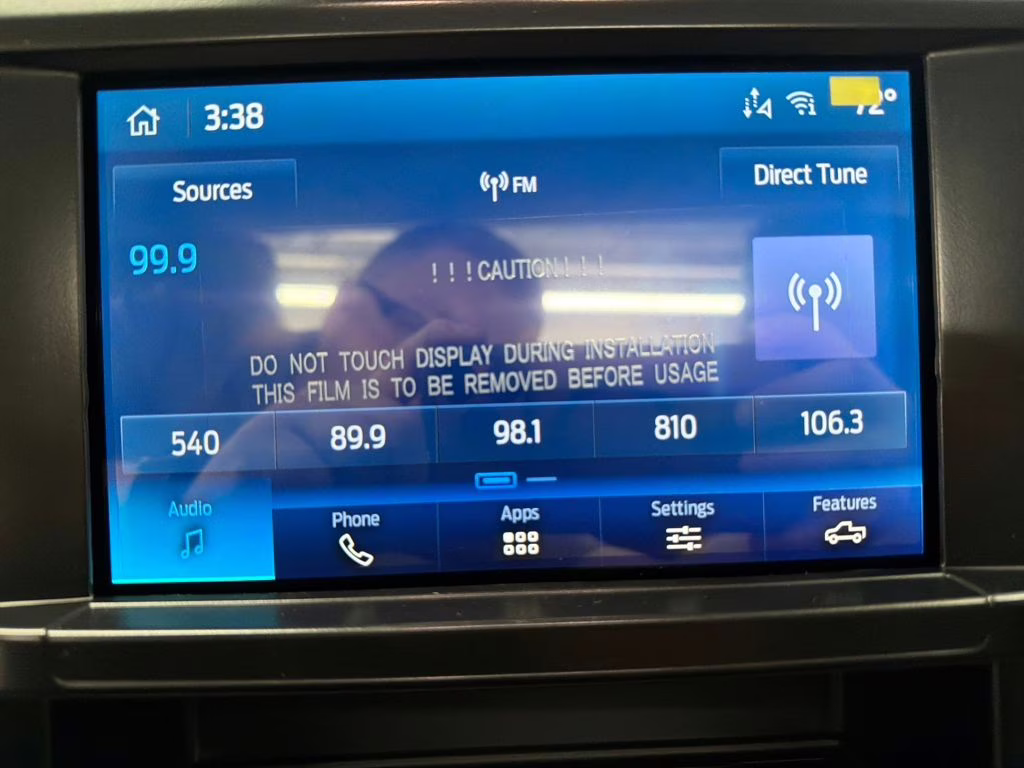 3:38
72°
Sources
FM
Direct Tune
99.9
!!!CAUTION!!!
DO NOT TOUCH DISPLAY DURING INSTALLATION
THIS FILM IS TO BE REMOVED BEFORE USAGE
540
89.9
98.1
810
106.3
Audio
Phone
Apps
Settings
Features